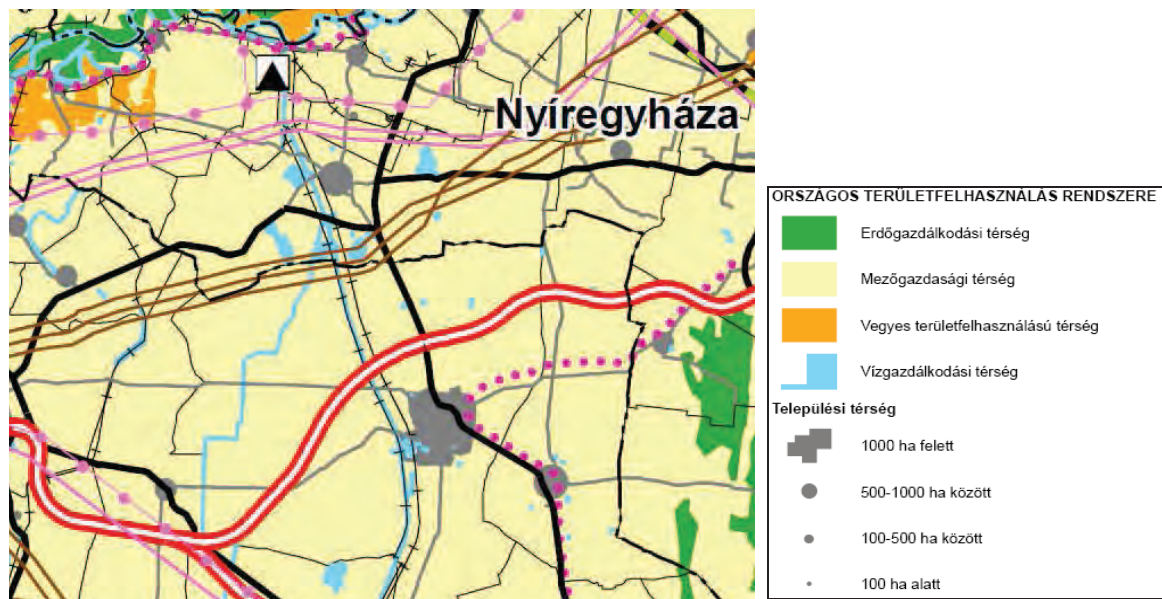 Nyíregyháza
ORSZÁGOS TERÜLETFELHASZNÁLÁS RENDSZERE
Erdőgazdálkodási térség
Mezőgazdasági térség
Vegyes területfelhasználású térség
Vízgazdálkodási térség
Települési térség
1000 ha felett
500-1000 ha között
100-500 ha között
100 ha alatt